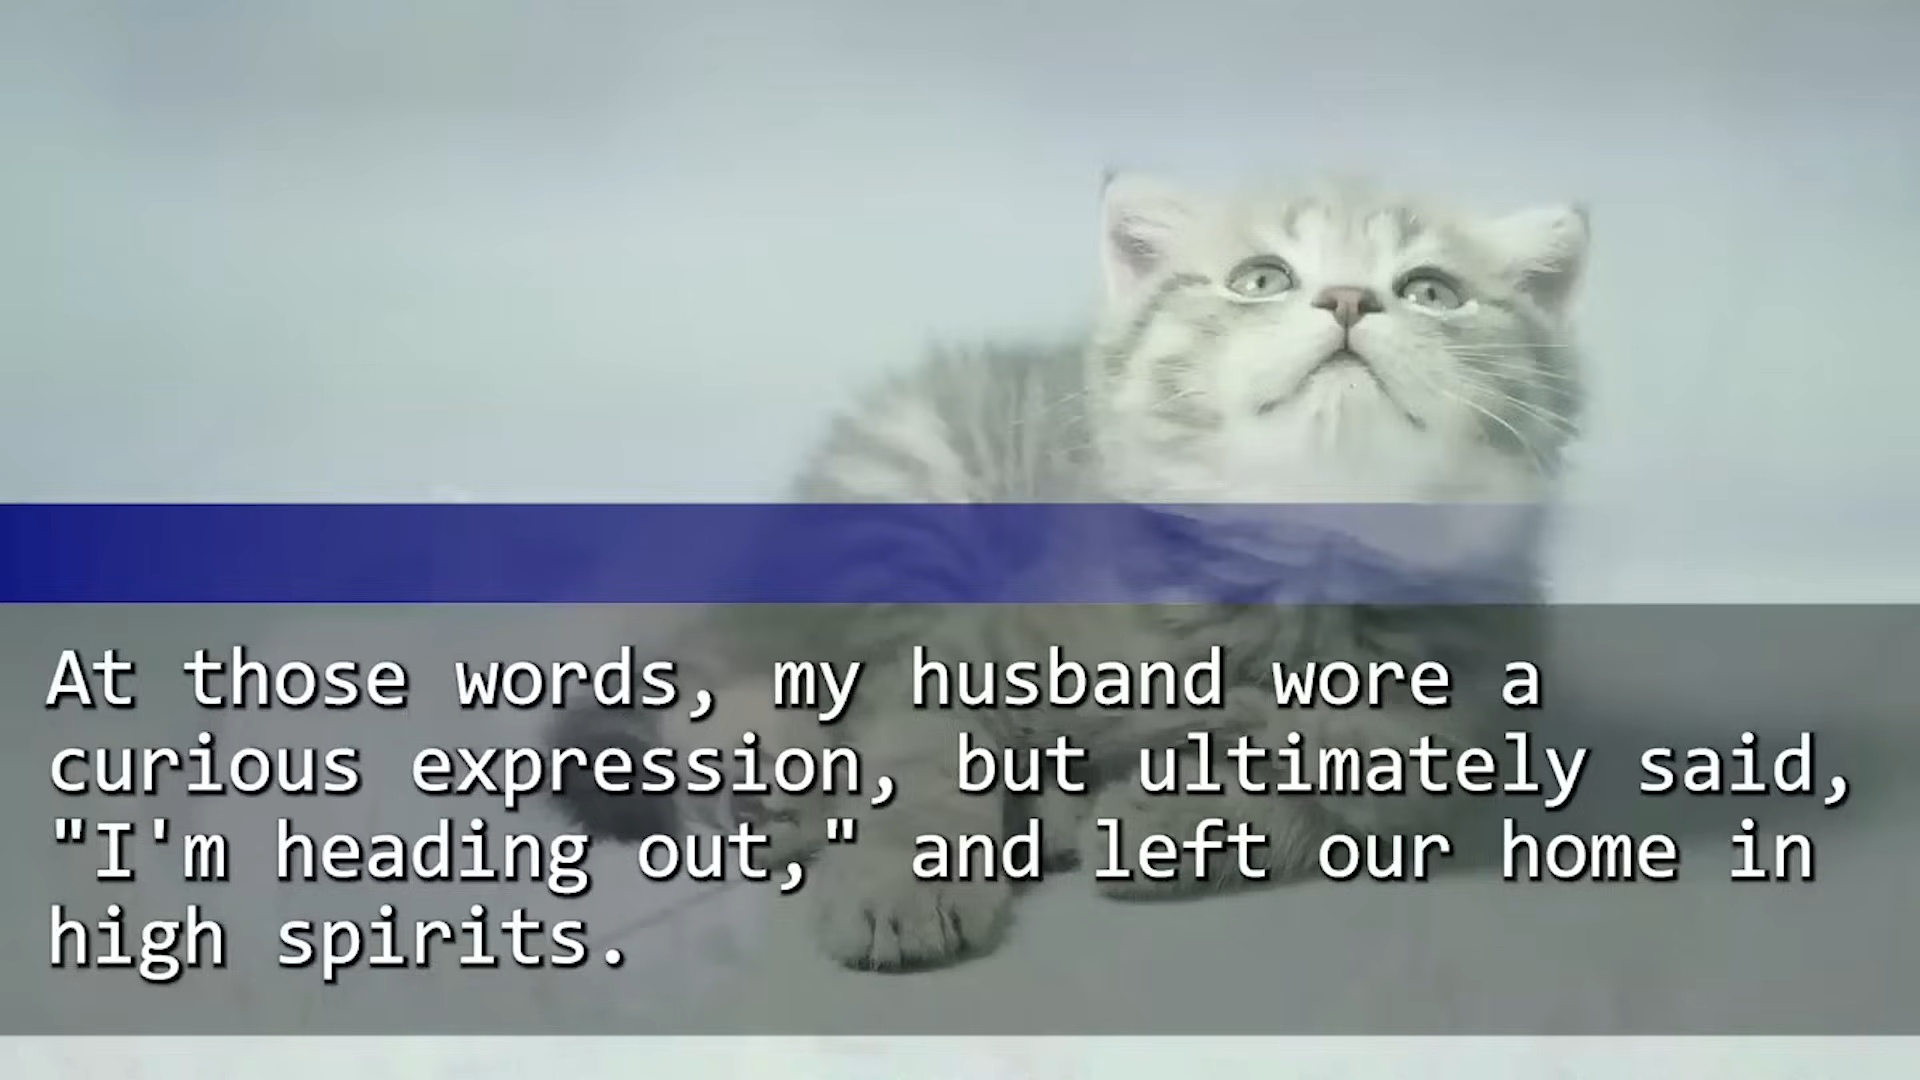 At those words, my husband wore a
curious expression, but ultimately said,
"I'm heading out," and left our home in
high spirits.